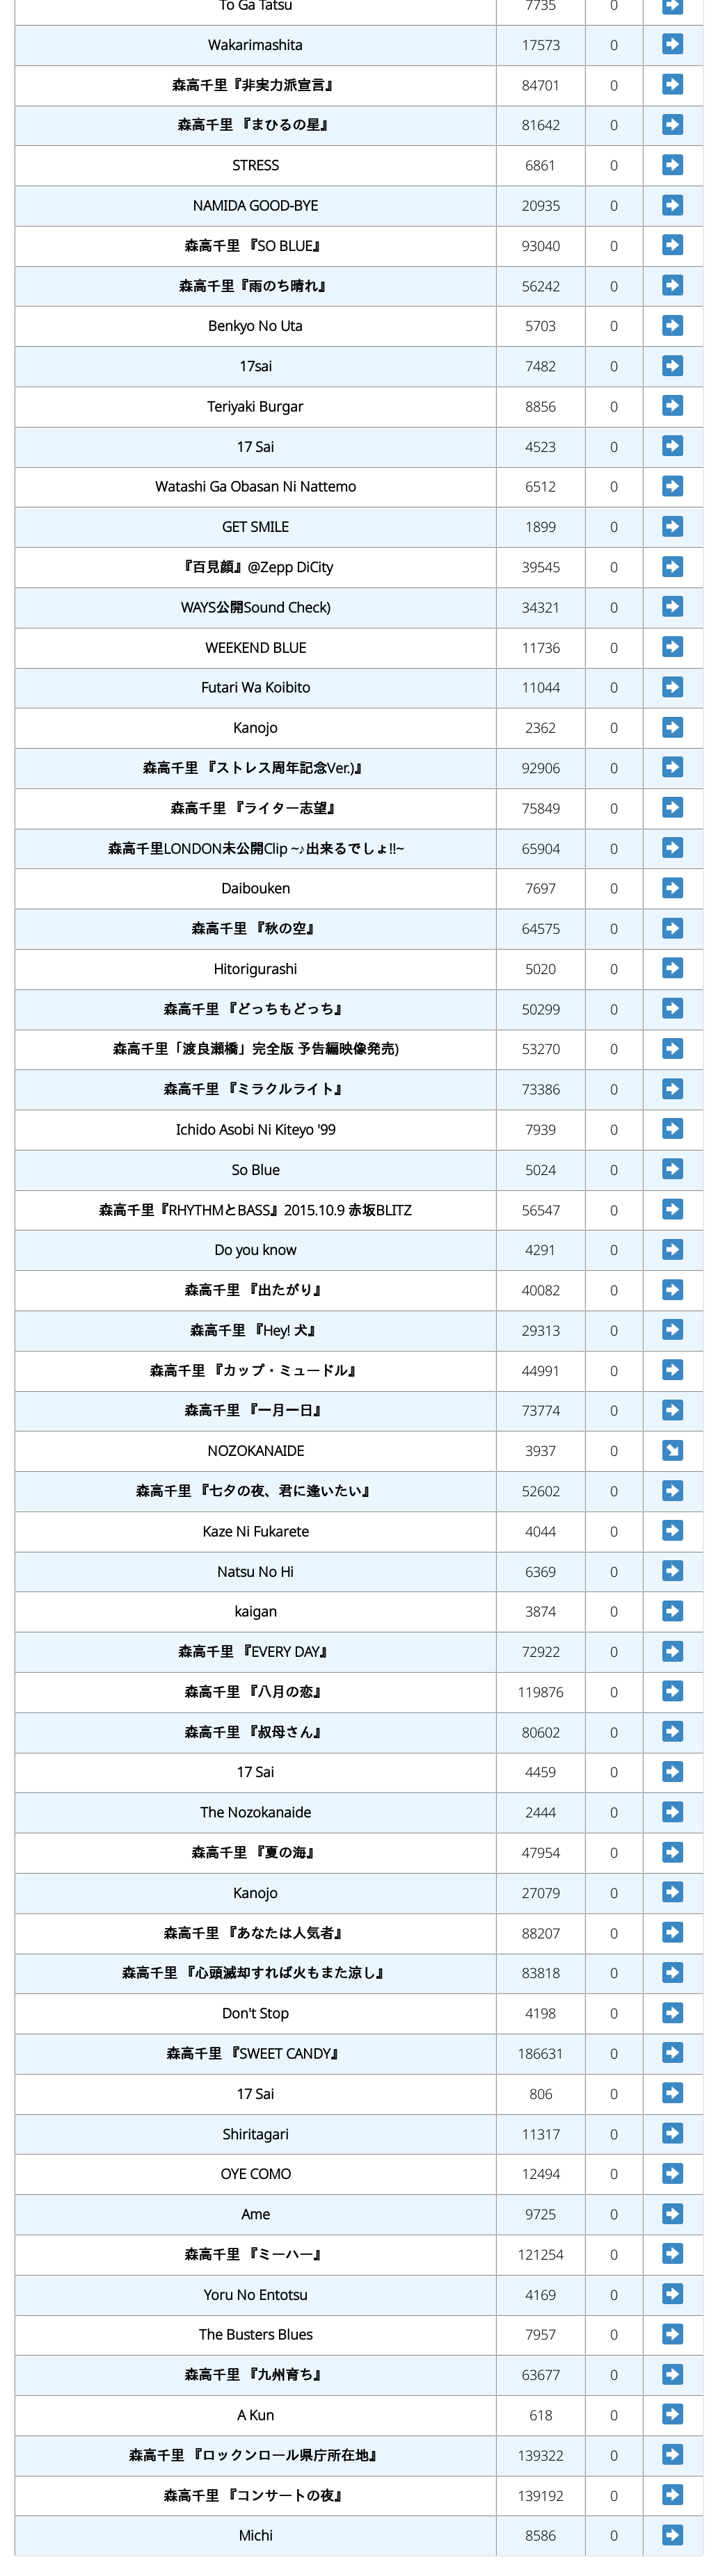 To Ga Tatsu 7735 0
Wakarimashita 17573 0
森高千里『非実力派宣言』 84701 0
森高千里 『まひるの星』 81642 0
STRESS 6861 0
NAMIDA GOOD-BYE 20935 0
森高千里 『SO BLUE』 93040 0
森高千里『雨のち晴れ』 56242 0
Benkyo No Uta 5703 0
17sai 7482 0
Teriyaki Burgar 8856 0
17 Sai 4523 0
Watashi Ga Obasan Ni Nattemo 6512 0
GET SMILE 1899 0
『百見顔』@Zepp DiCity 39545 0
WAYS公開Sound Check) 34321 0
WEEKEND BLUE 11736 0
Futari Wa Koibito 11044 0
Kanojo 2362 0
森高千里 『ストレス周年記念Ver.)』 92906 0
森高千里 『ライター志望』 75849 0
森高千里LONDON未公開Clip ~♪出来るでしょ!!~ 65904 0
Daibouken 7697 0
森高千里 『秋の空』 64575 0
Hitorigurashi 5020 0
森高千里 『どっちもどっち』 50299 0
森高千里「渡良瀬橋」完全版 予告編映像発売) 53270 0
森高千里 『ミラクルライト』 73386 0
Ichido Asobi Ni Kiteyo '99 7939 0
So Blue 5024 0
森高千里『RHYTHMとBASS』2015.10.9 赤坂BLITZ 56547 0
Do you know 4291 0
森高千里 『出たがり』 40082 0
森高千里 『Hey! 犬』 29313 0
森高千里 『カップ・ミュードル』 44991 0
森高千里 『一月一日』 73774 0
NOZOKANAIDE 3937 0
森高千里 『七夕の夜、君に逢いたい』 52602 0
Kaze Ni Fukarete 4044 0
Natsu No Hi 6369 0
kaigan 3874 0
森高千里 『EVERY DAY』 72922 0
森高千里 『八月の恋』 119876 0
森高千里 『叔母さん』 80602 0
17 Sai 4459 0
The Nozokanaide 2444 0
森高千里 『夏の海』 47954 0
Kanojo 27079 0
森高千里 『あなたは人気者』 88207 0
森高千里 『心頭滅却すれば火もまた涼し』 83818 0
Don't Stop 4198 0
森高千里 『SWEET CANDY』 186631 0
17 Sai 806 0
Shiritagari 11317 0
OYE COMO 12494 0
Ame 9725 0
森高千里 『ミーハー』 121254 0
Yoru No Entotsu 4169 0
The Busters Blues 7957 0
森高千里 『九州育ち』 63677 0
A Kun 618 0
森高千里 『ロックンロール県庁所在地』 139322 0
森高千里 『コンサートの夜』 139192 0
Michi 8586 0